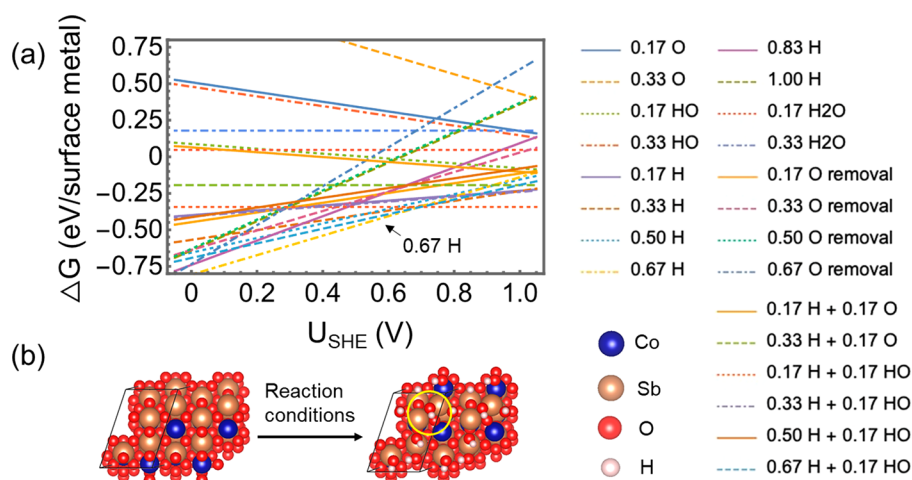 (a)
ΔG (eV/surface metal)
0.75
0.50
0.25
0
−0.25
−0.50
−0.75
0.67 H
0 0.2 0.4 0.6 0.8 1.0
U_SHE (V)
0.17 O
0.33 O
0.17 HO
0.33 HO
0.17 H
0.33 H
0.50 H
0.67 H
0.83 H
1.00 H
0.17 H2O
0.33 H2O
0.17 O removal
0.33 O removal
0.50 O removal
0.67 O removal
0.17 H + 0.17 O
0.33 H + 0.17 O
0.17 H + 0.17 HO
0.33 H + 0.17 HO
0.50 H + 0.17 HO
0.67 H + 0.17 HO
(b)
Reaction
conditions
Co
Sb
O
H